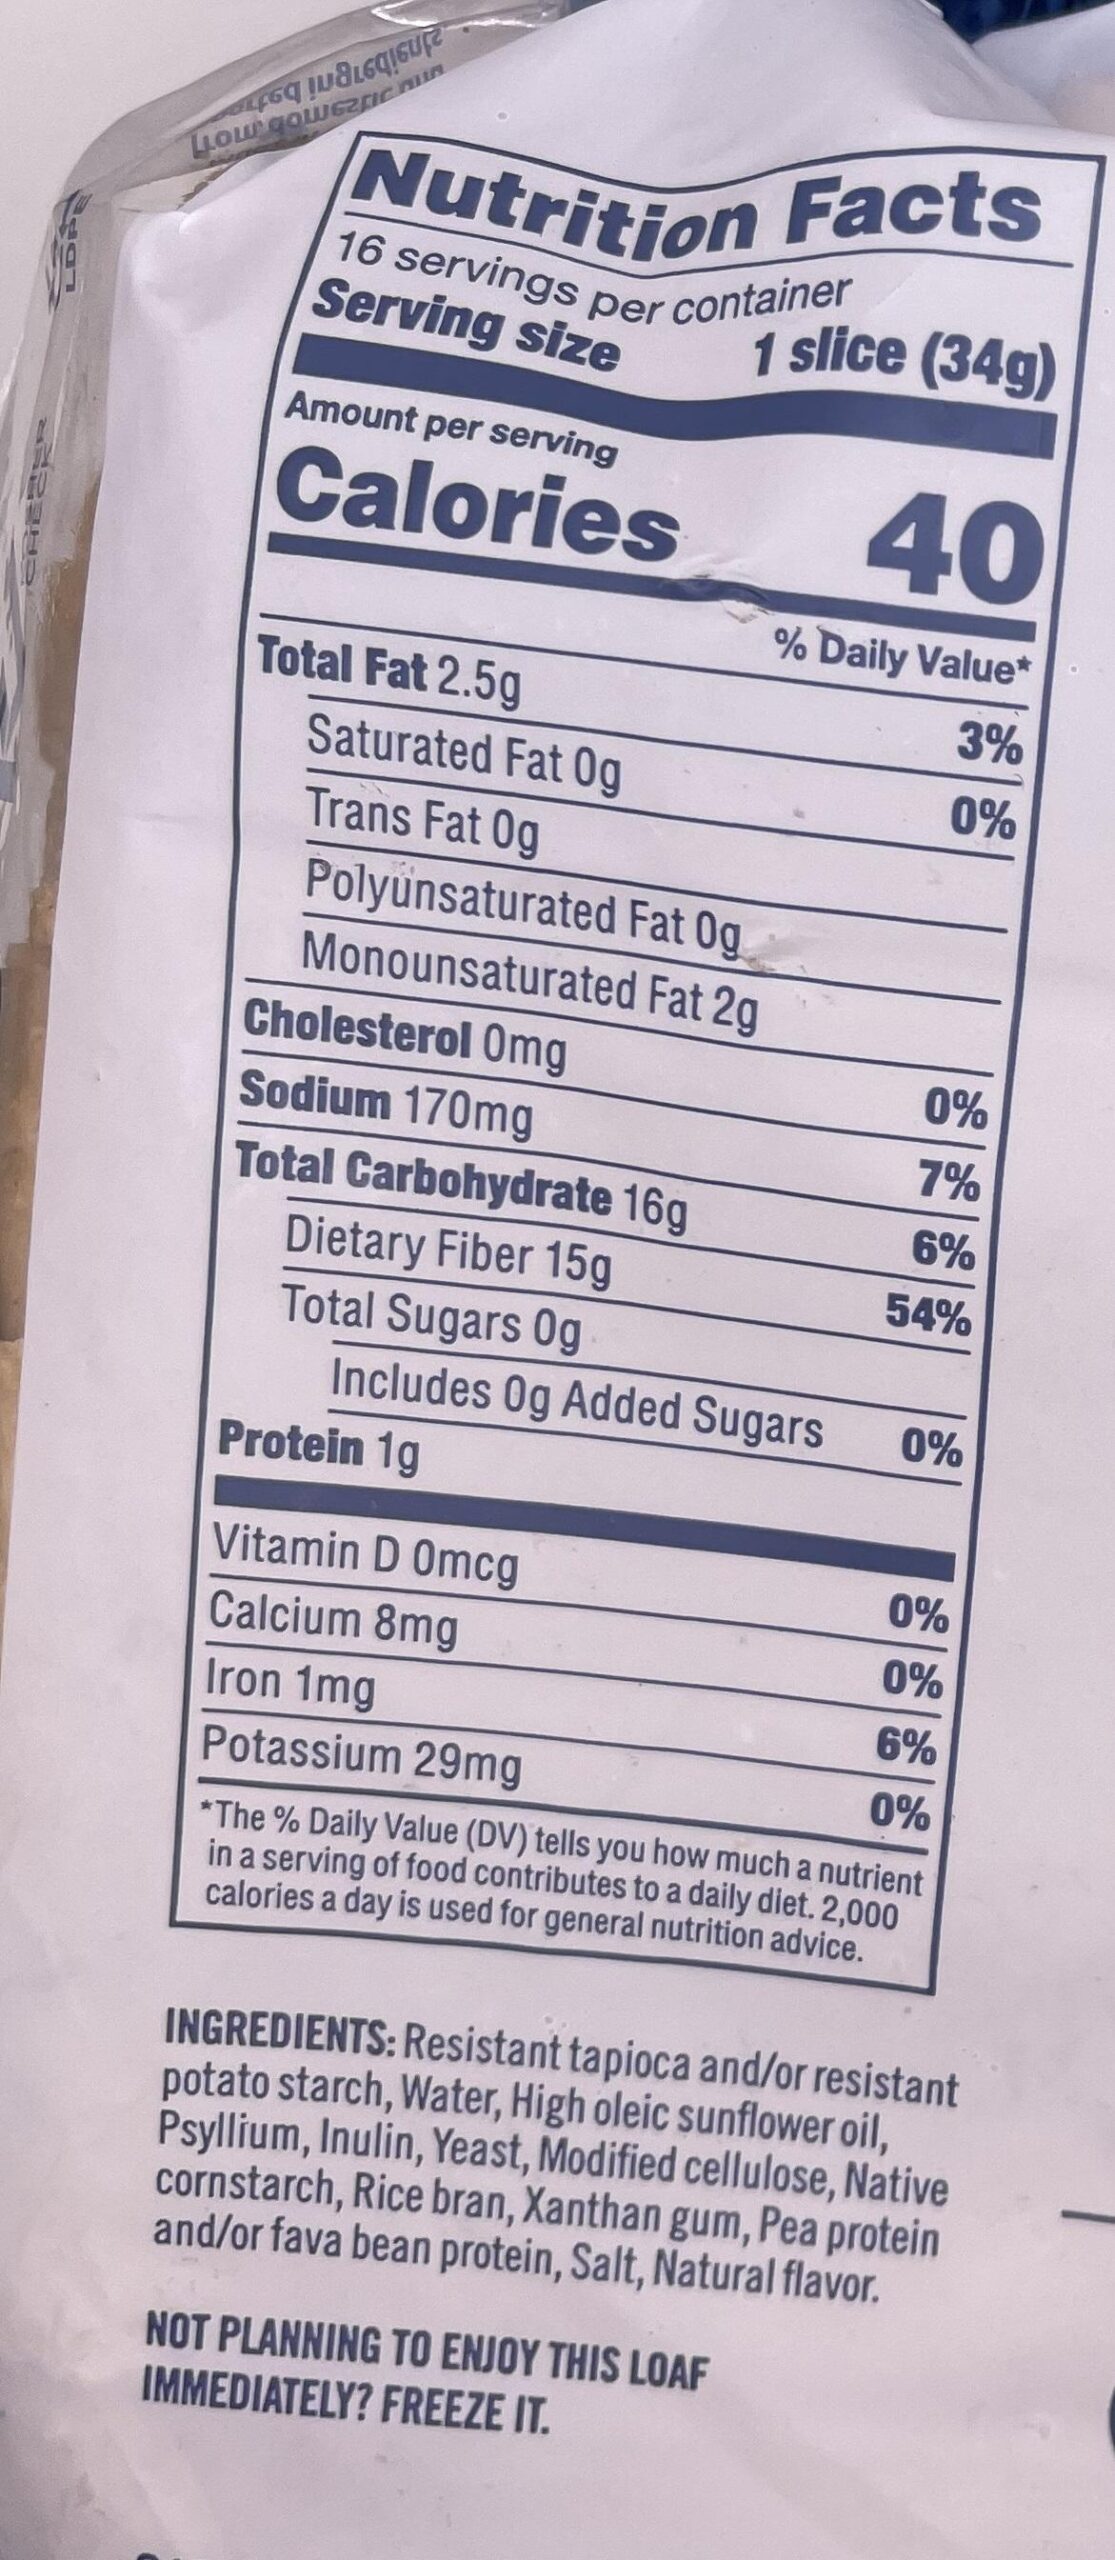 from domestic and
ingredients
LDPE
Nutrition Facts
16 servings per container
Serving size 1 slice (34g)
Amount per serving
Calories 40
% Daily Value*
Total Fat 2.5g 3%
Saturated Fat 0g 0%
Trans Fat 0g
Polyunsaturated Fat 0g
Monounsaturated Fat 2g
Cholesterol 0mg 0%
Sodium 170mg 7%
Total Carbohydrate 16g 6%
Dietary Fiber 15g 54%
Total Sugars 0g
Includes 0g Added Sugars 0%
Protein 1g
Vitamin D 0mcg 0%
Calcium 8mg 0%
Iron 1mg 6%
Potassium 29mg 0%
*The % Daily Value (DV) tells you how much a nutrient
in a serving of food contributes to a daily diet. 2,000
calories a day is used for general nutrition advice.
INGREDIENTS: Resistant tapioca and/or resistant
potato starch, Water, High oleic sunflower oil,
Psyllium, Inulin, Yeast, Modified cellulose, Native
cornstarch, Rice bran, Xanthan gum, Pea protein
and/or fava bean protein, Salt, Natural flavor.
NOT PLANNING TO ENJOY THIS LOAF
IMMEDIATELY? FREEZE IT.